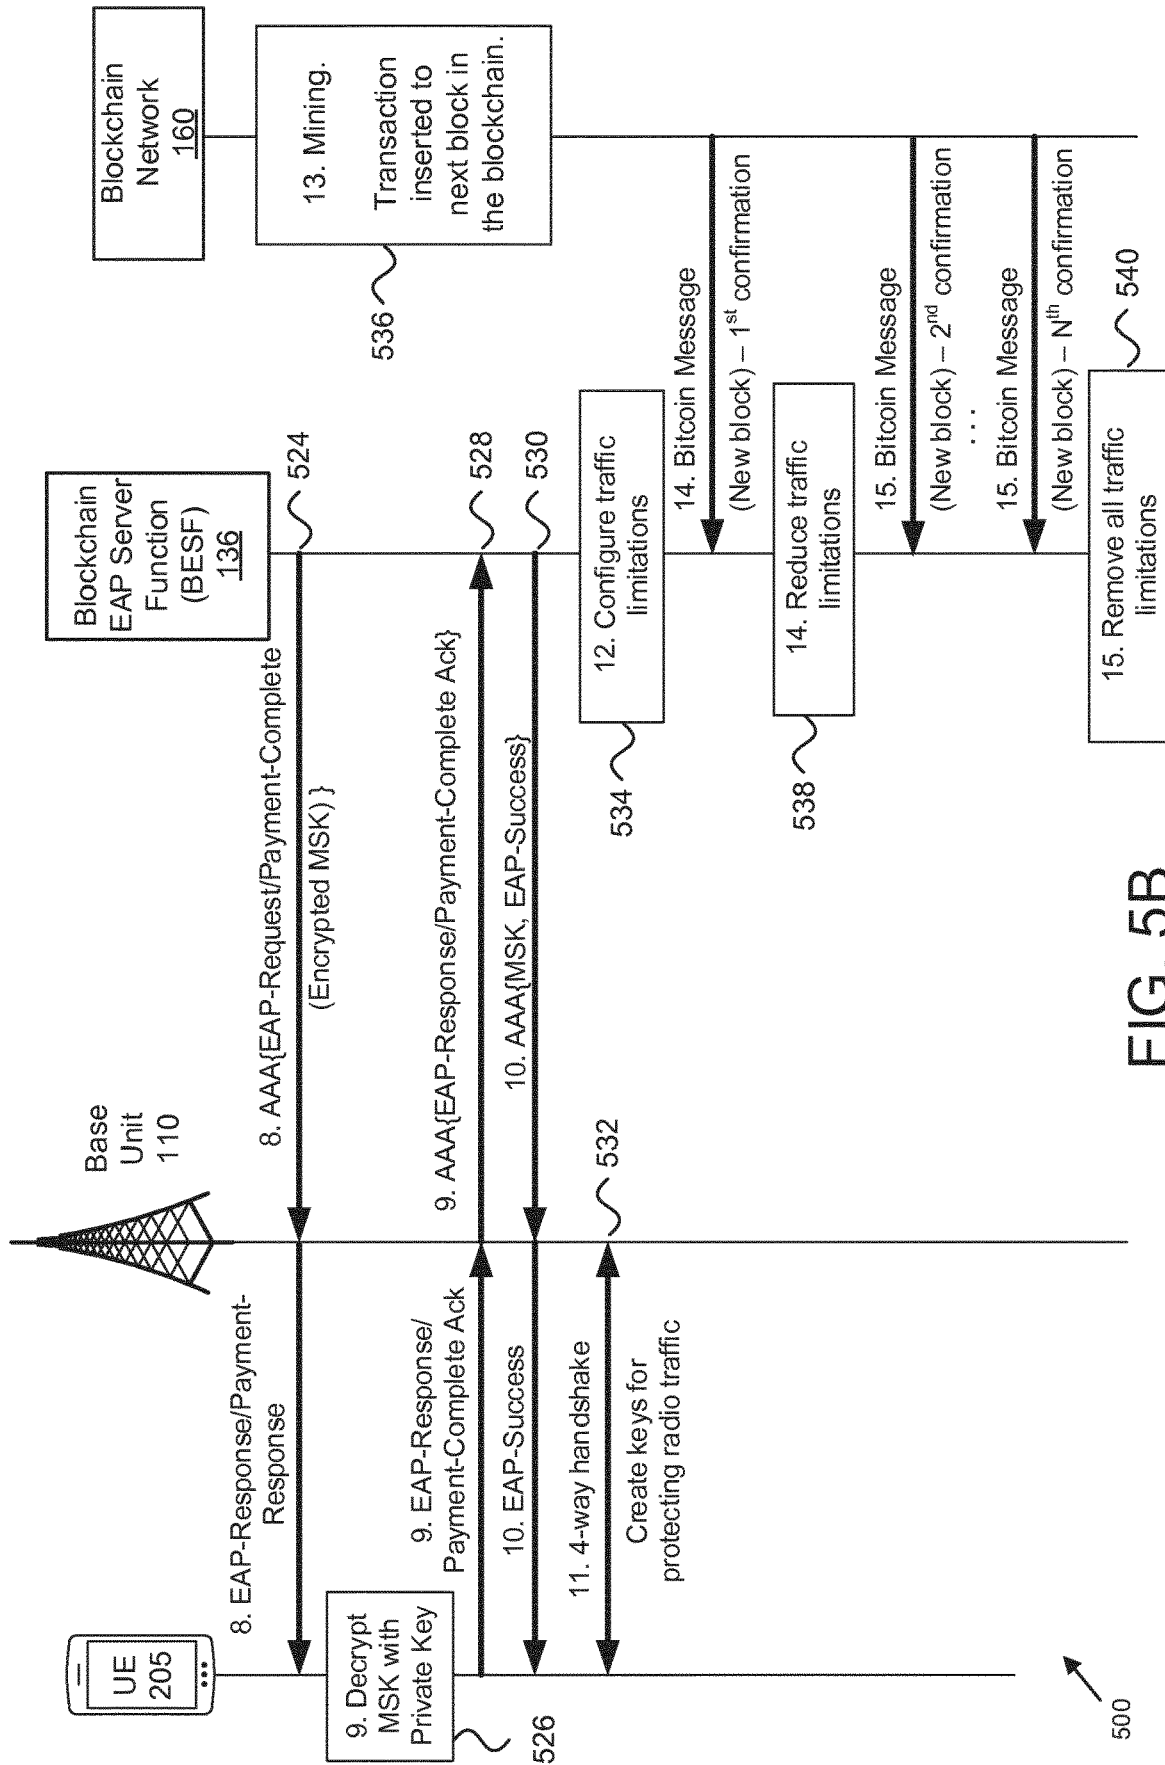 UE
205
Base
Unit
110
Blockchain
EAP Server
Function
(BESF)
136
Blockchain
Network
160
8. EAP-Response/Payment-
Response
8. AAA{EAP-Request/Payment-Complete
(Encrypted MSK) }
524
9. Decrypt
MSK with
Private Key
526
9. EAP-Response/
Payment-Complete Ack
9. AAA{EAP-Response/Payment-Complete Ack}
528
10. EAP-Success
10. AAA{MSK, EAP-Success}
530
11. 4-way handshake
Create keys for
protecting radio traffic
532
12. Configure traffic
limitations
534
13. Mining.
Transaction
inserted to
next block in
the blockchain.
536
14. Bitcoin Message
(New block) – 1st confirmation
14. Reduce traffic
limitations
538
15. Bitcoin Message
(New block) – 2nd confirmation
...
15. Bitcoin Message
(New block) – Nth confirmation
15. Remove all traffic
limitations
540
500
FIG. 5B